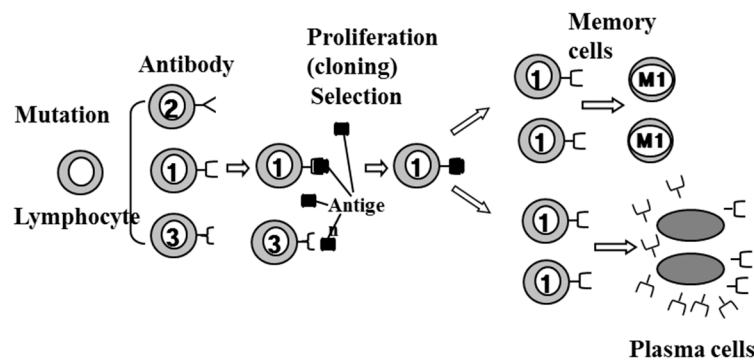 Mutation
Lymphocyte
Antibody
2
1
3
Proliferation
(cloning)
Selection
1
3
Antige
n
1
Memory
cells
1
M1
1
M1
1
1
Plasma cells